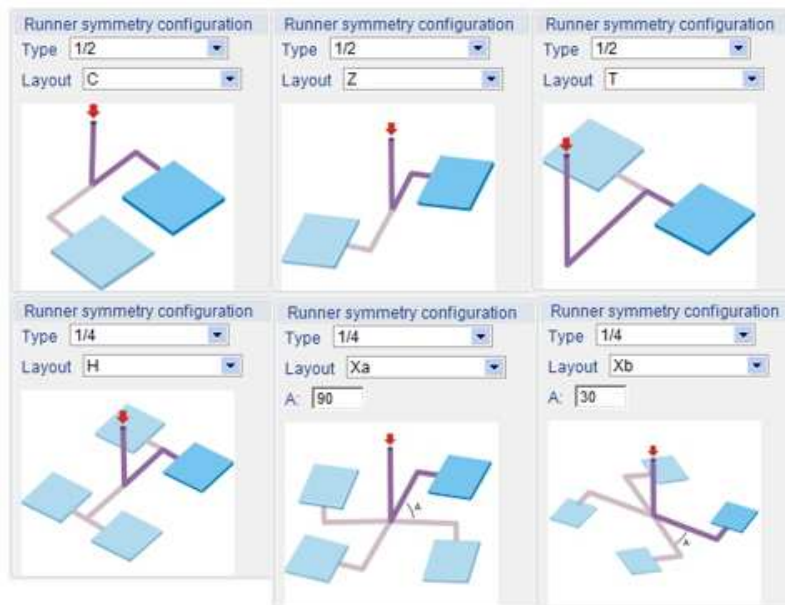 Runner symmetry configuration
Type 1/2
Layout C
Runner symmetry configuration
Type 1/2
Layout Z
Runner symmetry configuration
Type 1/2
Layout T
Runner symmetry configuration
Type 1/4
Layout H
Runner symmetry configuration
Type 1/4
Layout Xa
A: 90
A
Runner symmetry configuration
Type 1/4
Layout Xb
A: 30
A